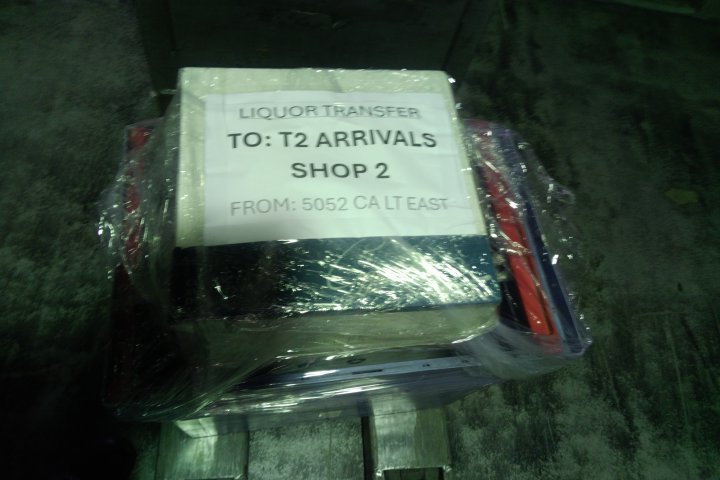 LIQUOR TRANSFER
TO: T2 ARRIVALS
SHOP 2
FROM: 5052 CA LT EAST